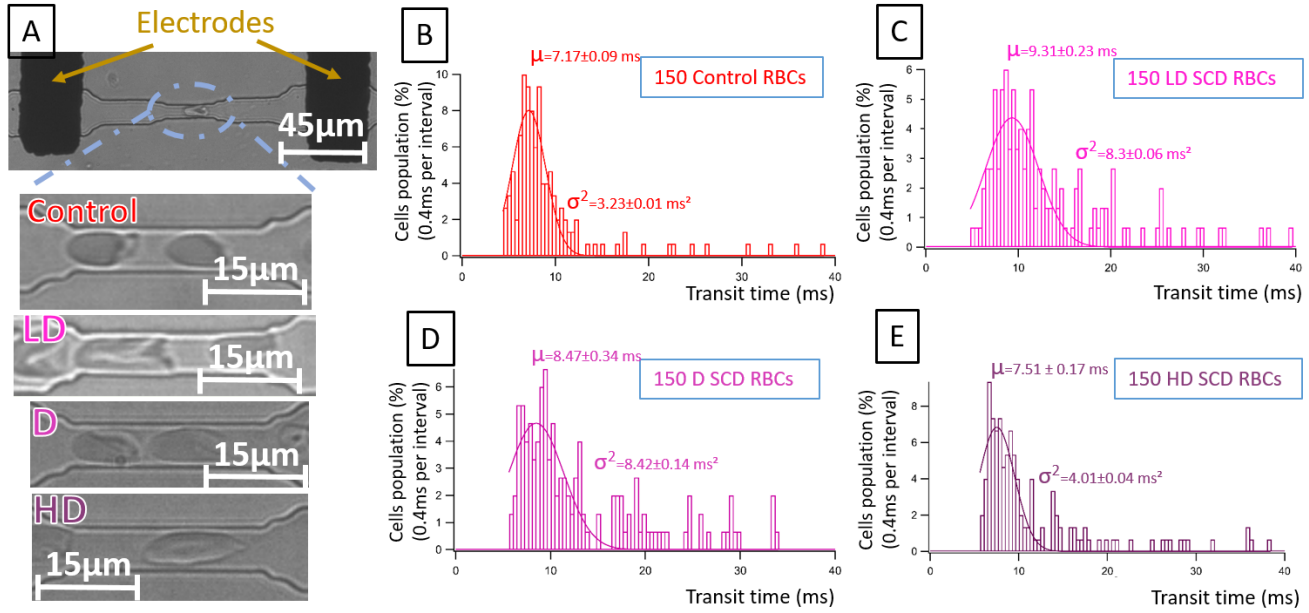 A
Electrodes
45μm
Control
15μm
LD
15μm
D
15μm
HD
15μm
B
μ=7.17±0.09 ms
150 Control RBCs
σ²=3.23±0.01 ms²
Cells population (%)
(0.4ms per interval)
10
8
6
4
2
0
0 10 20 30 40
Transit time (ms)
C
μ=9.31±0.23 ms
150 LD SCD RBCs
σ²=8.3±0.06 ms²
Cells population (%)
(0.4ms per interval)
6
5
4
3
2
1
0
0 10 20 30 40
Transit time (ms)
D
μ=8.47±0.34 ms
150 D SCD RBCs
σ²=8.42±0.14 ms²
Cells population (%)
(0.4ms per interval)
6
5
4
3
2
1
0
0 10 20 30 40
Transit time (ms)
E
μ=7.51 ± 0.17 ms
150 HD SCD RBCs
σ²=4.01±0.04 ms²
Cells population (%)
(0.4ms per interval)
8
6
4
2
0
0 10 20 30 40
Transit time (ms)